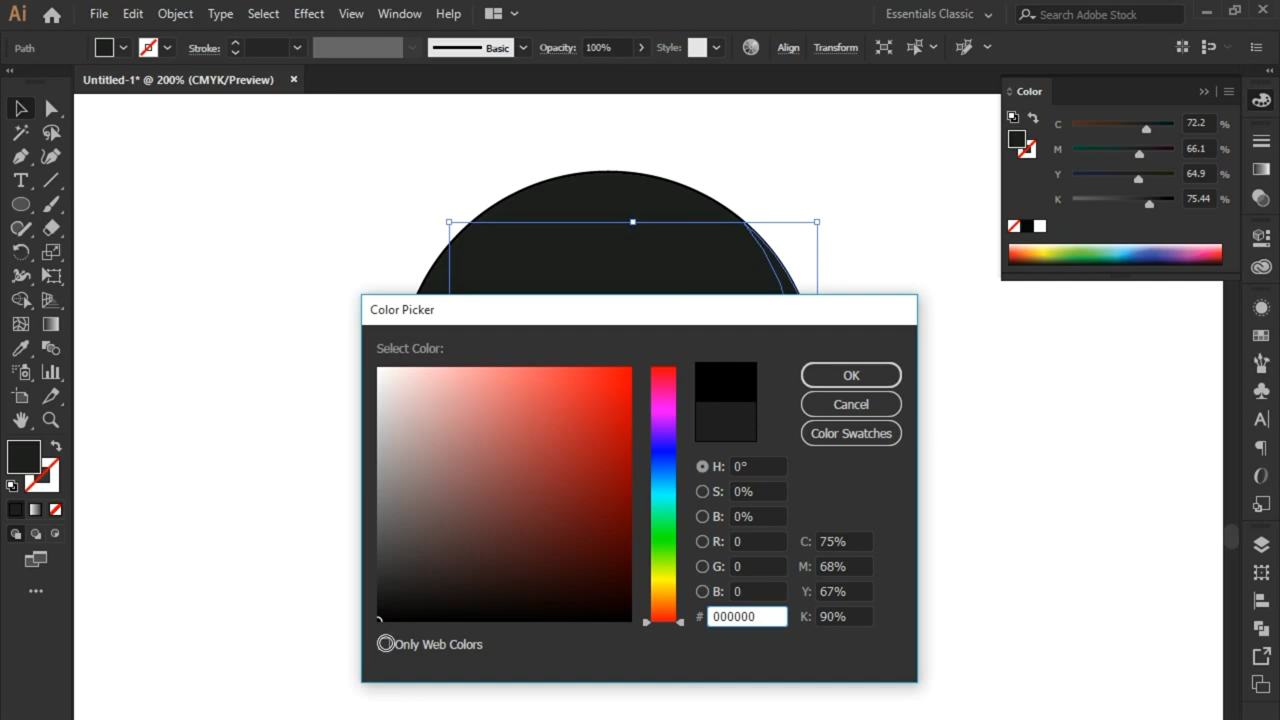 Ai File Edit Object Type Select Effect View Window Help Essentials Classic Search Adobe Stock
Path Stroke: Basic Opacity: 100% Style: Align Transform
Untitled-1* @ 200% (CMYK/Preview) ×
Color
C 72.2 %
M 66.1 %
Y 64.9 %
K 75.44 %
Color Picker
Select Color:
OK
Cancel
Color Swatches
H: 0°
S: 0%
B: 0%
R: 0 C: 75%
G: 0 M: 68%
B: 0 Y: 67%
# 000000 K: 90%
Only Web Colors